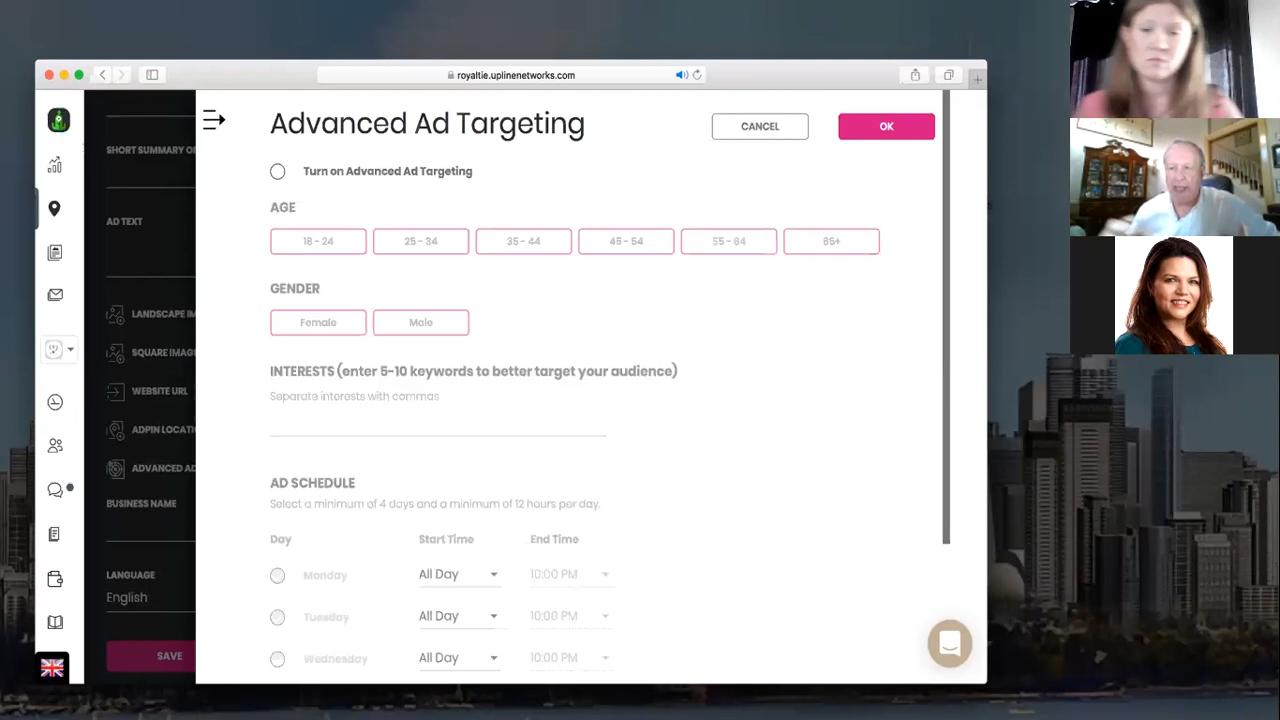 royaltie.uplinenetworks.com
Advanced Ad Targeting
CANCEL
OK
Turn on Advanced Ad Targeting
AGE
18 - 24
25 - 34
35 - 44
45 - 54
55 - 64
65+
GENDER
Female
Male
INTERESTS (enter 5-10 keywords to better target your audience)
Separate interests with commas
AD SCHEDULE
Select a minimum of 4 days and a minimum of 12 hours per day.
Day
Start Time
End Time
Monday
All Day
10:00 PM
Tuesday
All Day
10:00 PM
Wednesday
All Day
10:00 PM
SHORT SUMMARY O
AD TEXT
LANDSCAPE IM
SQUARE IMAG
WEBSITE URL
ADPIN LOCATI
ADVANCED AD
BUSINESS NAME
LANGUAGE
English
SAVE